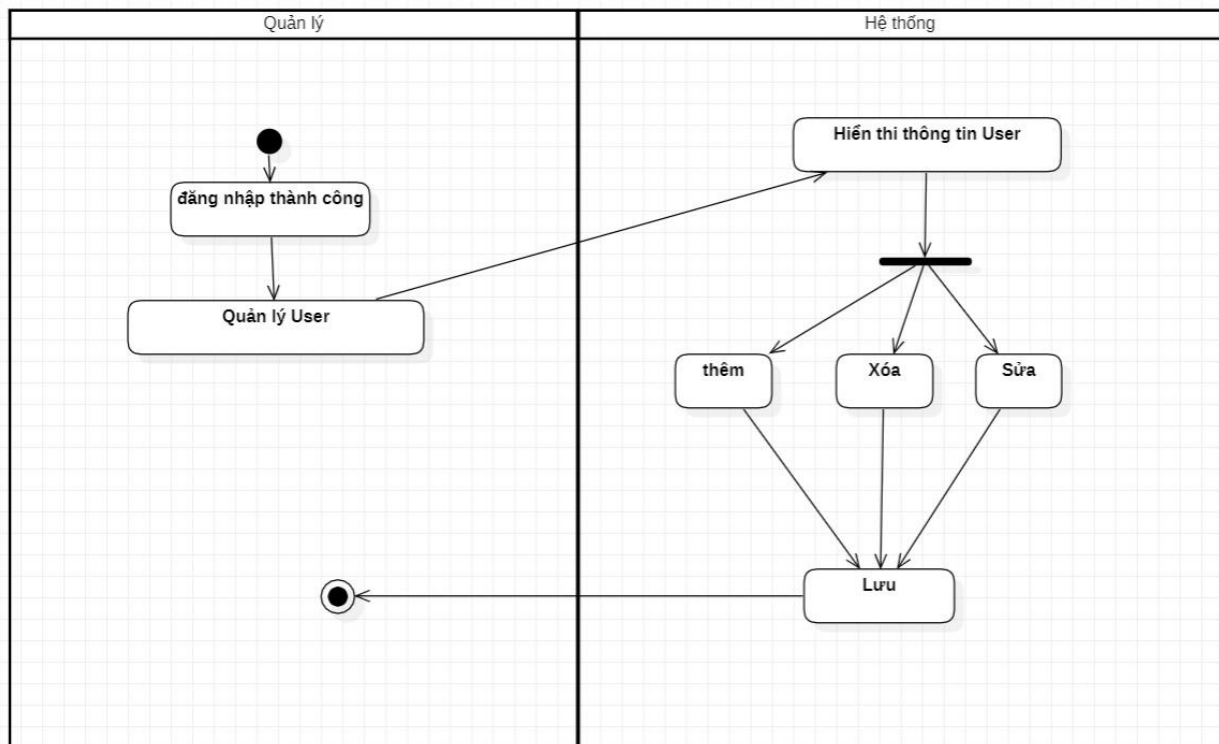 Quản lý
Hệ thống
Hiển thi thông tin User
đăng nhập thành công
Quản lý User
thêm
Xóa
Sửa
Lưu